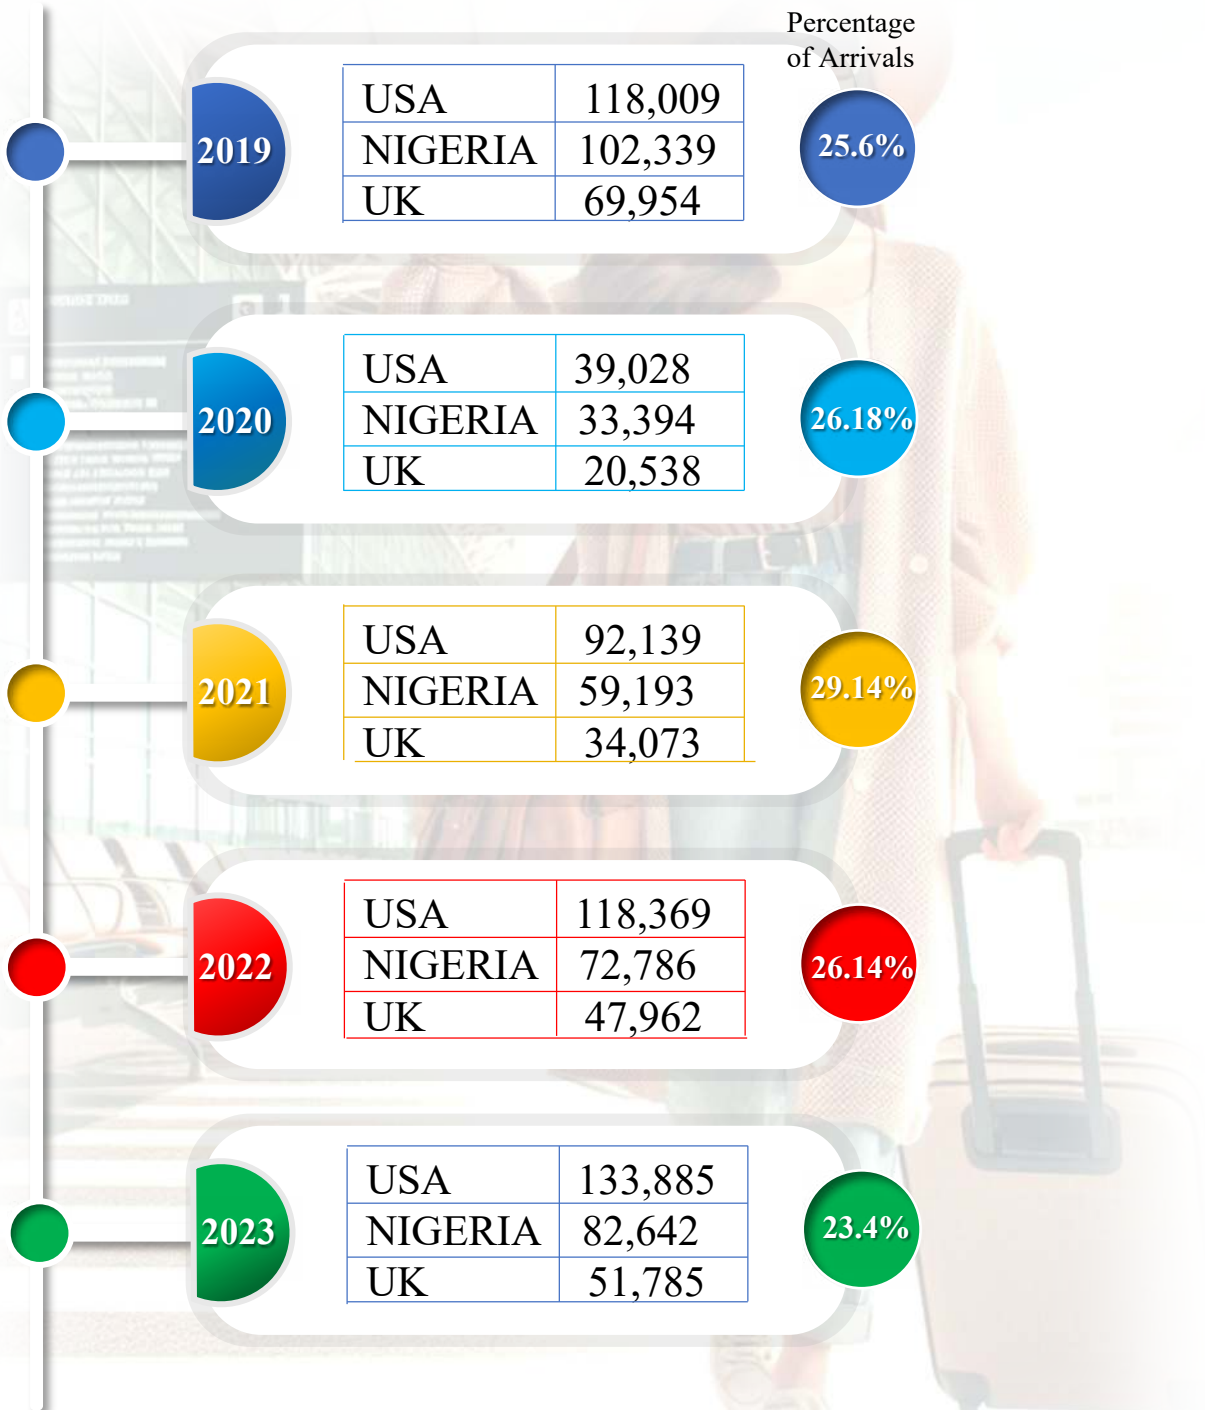 Percentage
of Arrivals
2019
USA 118,009
NIGERIA 102,339
UK 69,954
25.6%
2020
USA 39,028
NIGERIA 33,394
UK 20,538
26.18%
2021
USA 92,139
NIGERIA 59,193
UK 34,073
29.14%
2022
USA 118,369
NIGERIA 72,786
UK 47,962
26.14%
2023
USA 133,885
NIGERIA 82,642
UK 51,785
23.4%